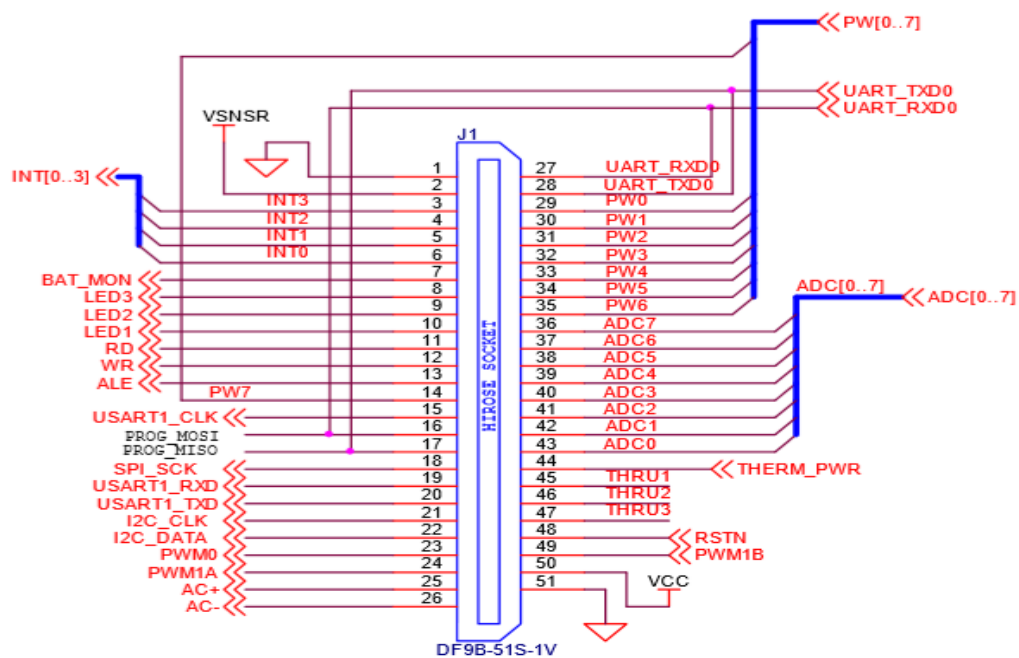 PW[0..7]
UART_TXD0
UART_RXD0
VSNSR
J1
INT[0..3]
1 27 UART_RXD0
2 28 UART_TXD0
INT3 3 29 PW0
INT2 4 30 PW1
INT1 5 31 PW2
INT0 6 32 PW3
BAT_MON 7 33 PW4
LED3 8 34 PW5
LED2 9 35 PW6
ADC[0..7] ADC[0..7]
LED1 10 36 ADC7
RD 11 37 ADC6
WR 12 38 ADC5
ALE 13 39 ADC4
PW7 14 40 ADC3
USART1_CLK 15 41 ADC2
PROG_MOSI 16 42 ADC1
PROG_MISO 17 43 ADC0
SPI_SCK 18 44 THERM_PWR
USART1_RXD 19 45 THRU1
USART1_TXD 20 46 THRU2
I2C_CLK 21 47 THRU3
I2C_DATA 22 48 RSTN
PWM0 23 49 PWM1B
PWM1A 24 50 VCC
AC+ 25 51
AC- 26
HIROSE SOCKET
DF9B-51S-1V